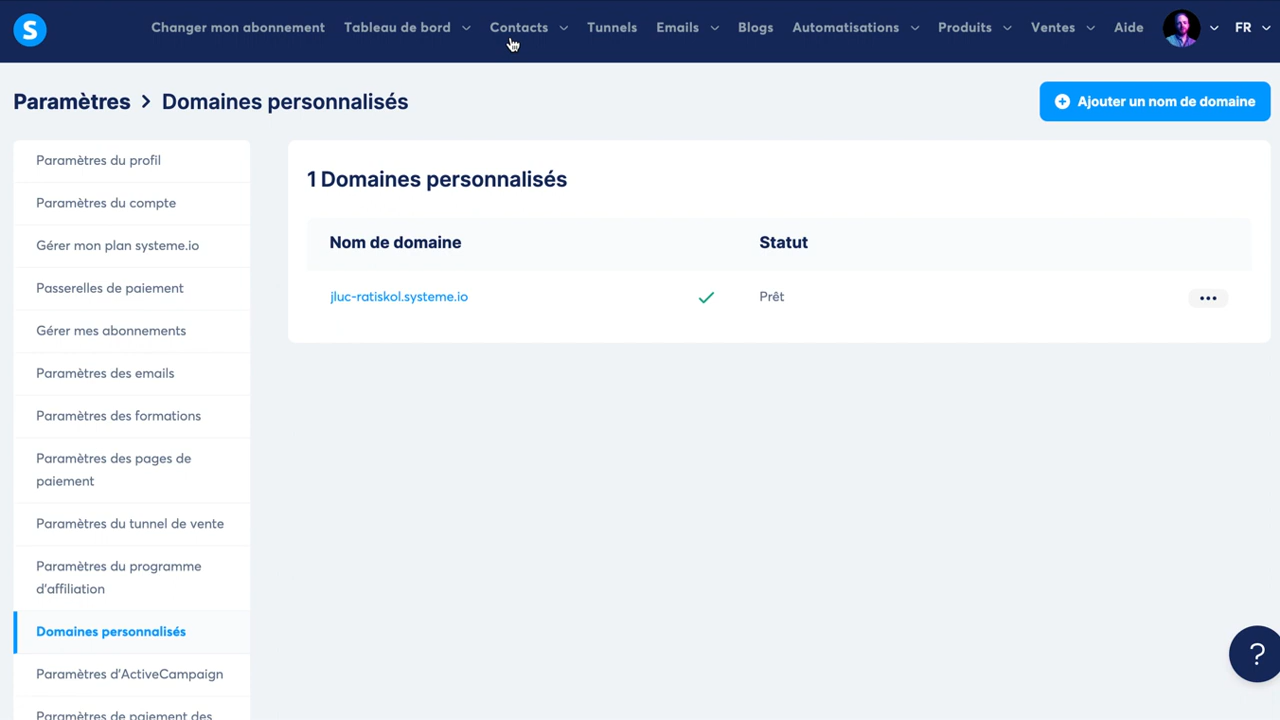 S
Changer mon abonnement Tableau de bord Contacts Tunnels Emails Blogs Automatisations Produits Ventes Aide FR
Paramètres > Domaines personnalisés
Ajouter un nom de domaine
Paramètres du profil
Paramètres du compte
Gérer mon plan systeme.io
Passerelles de paiement
Gérer mes abonnements
Paramètres des emails
Paramètres des formations
Paramètres des pages de
paiement
Paramètres du tunnel de vente
Paramètres du programme
d'affiliation
Domaines personnalisés
Paramètres d'ActiveCampaign
Paramètres de paiement des
1 Domaines personnalisés
Nom de domaine Statut
jluc-ratiskol.systeme.io Prêt
?